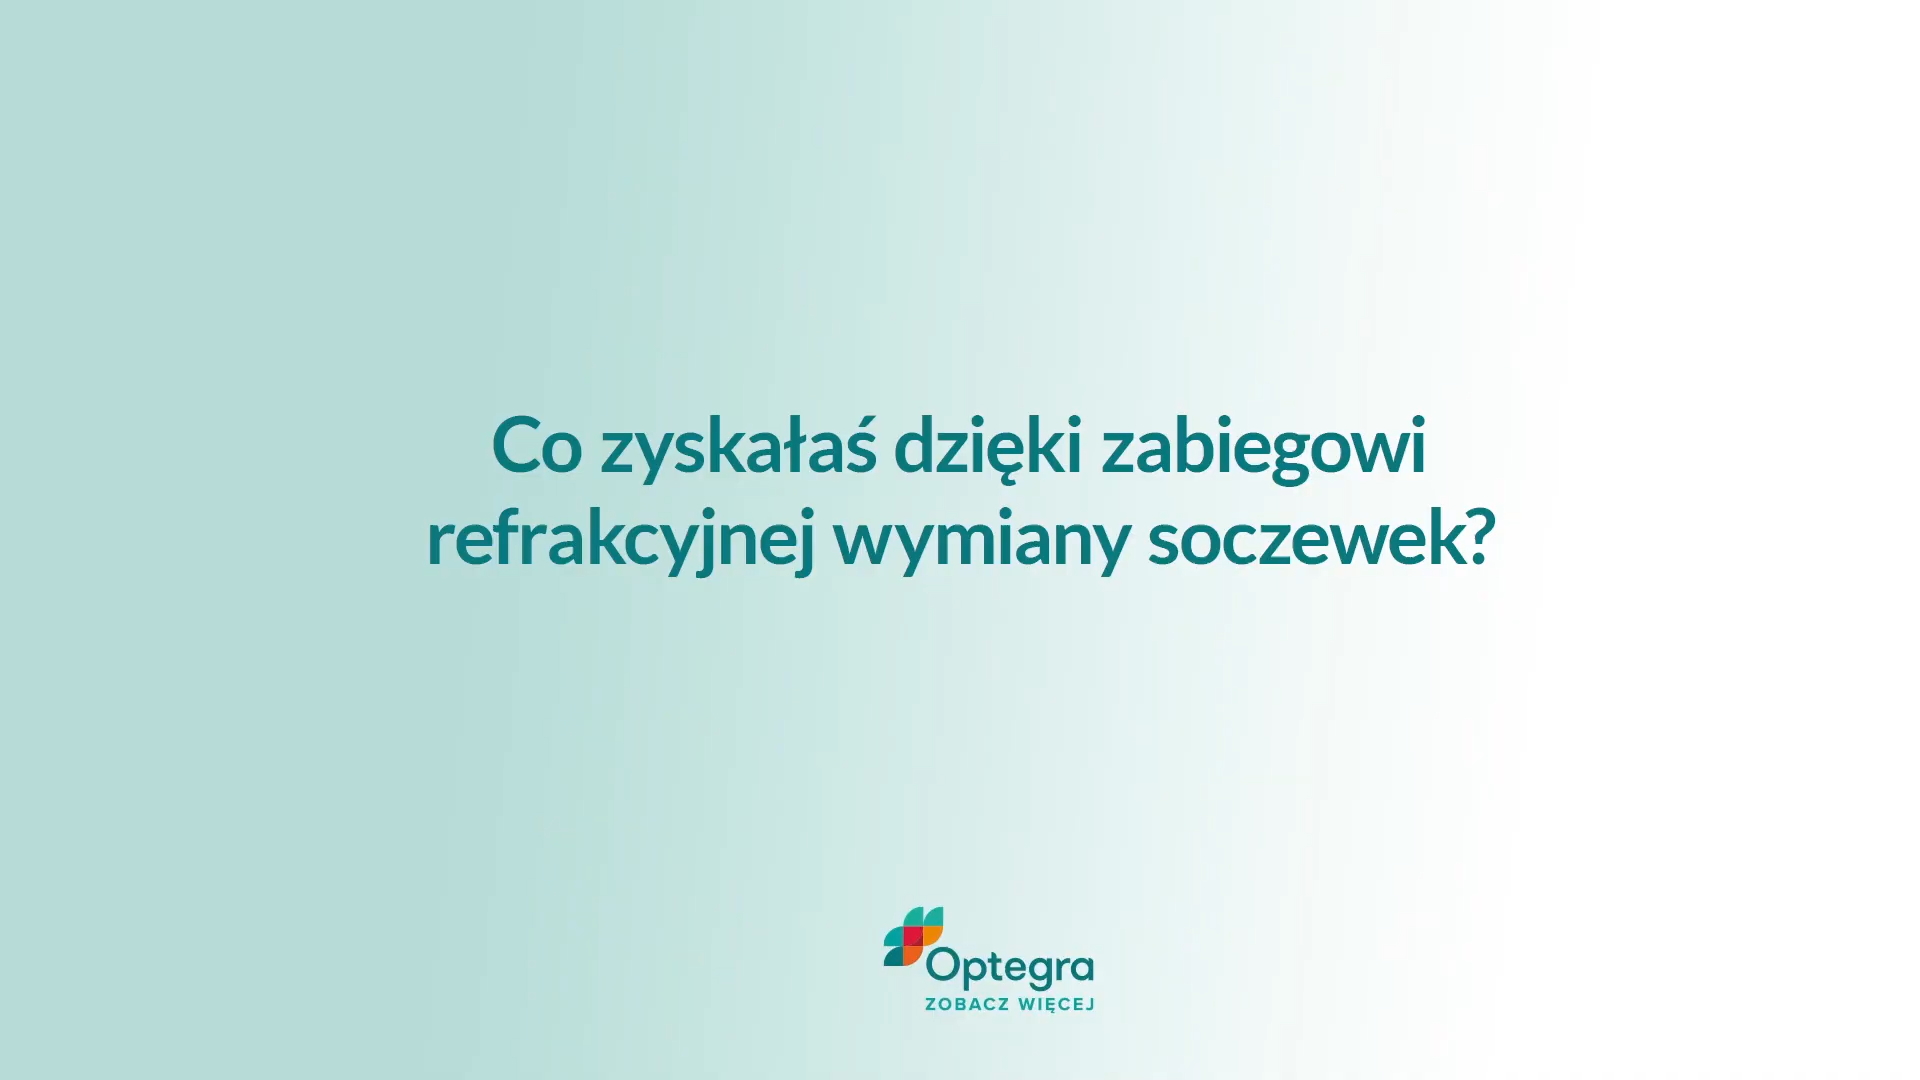 Co zyskałaś dzięki zabiegowi
refrakcyjnej wymiany soczewek?
Optegra
ZOBACZ WIĘCEJ